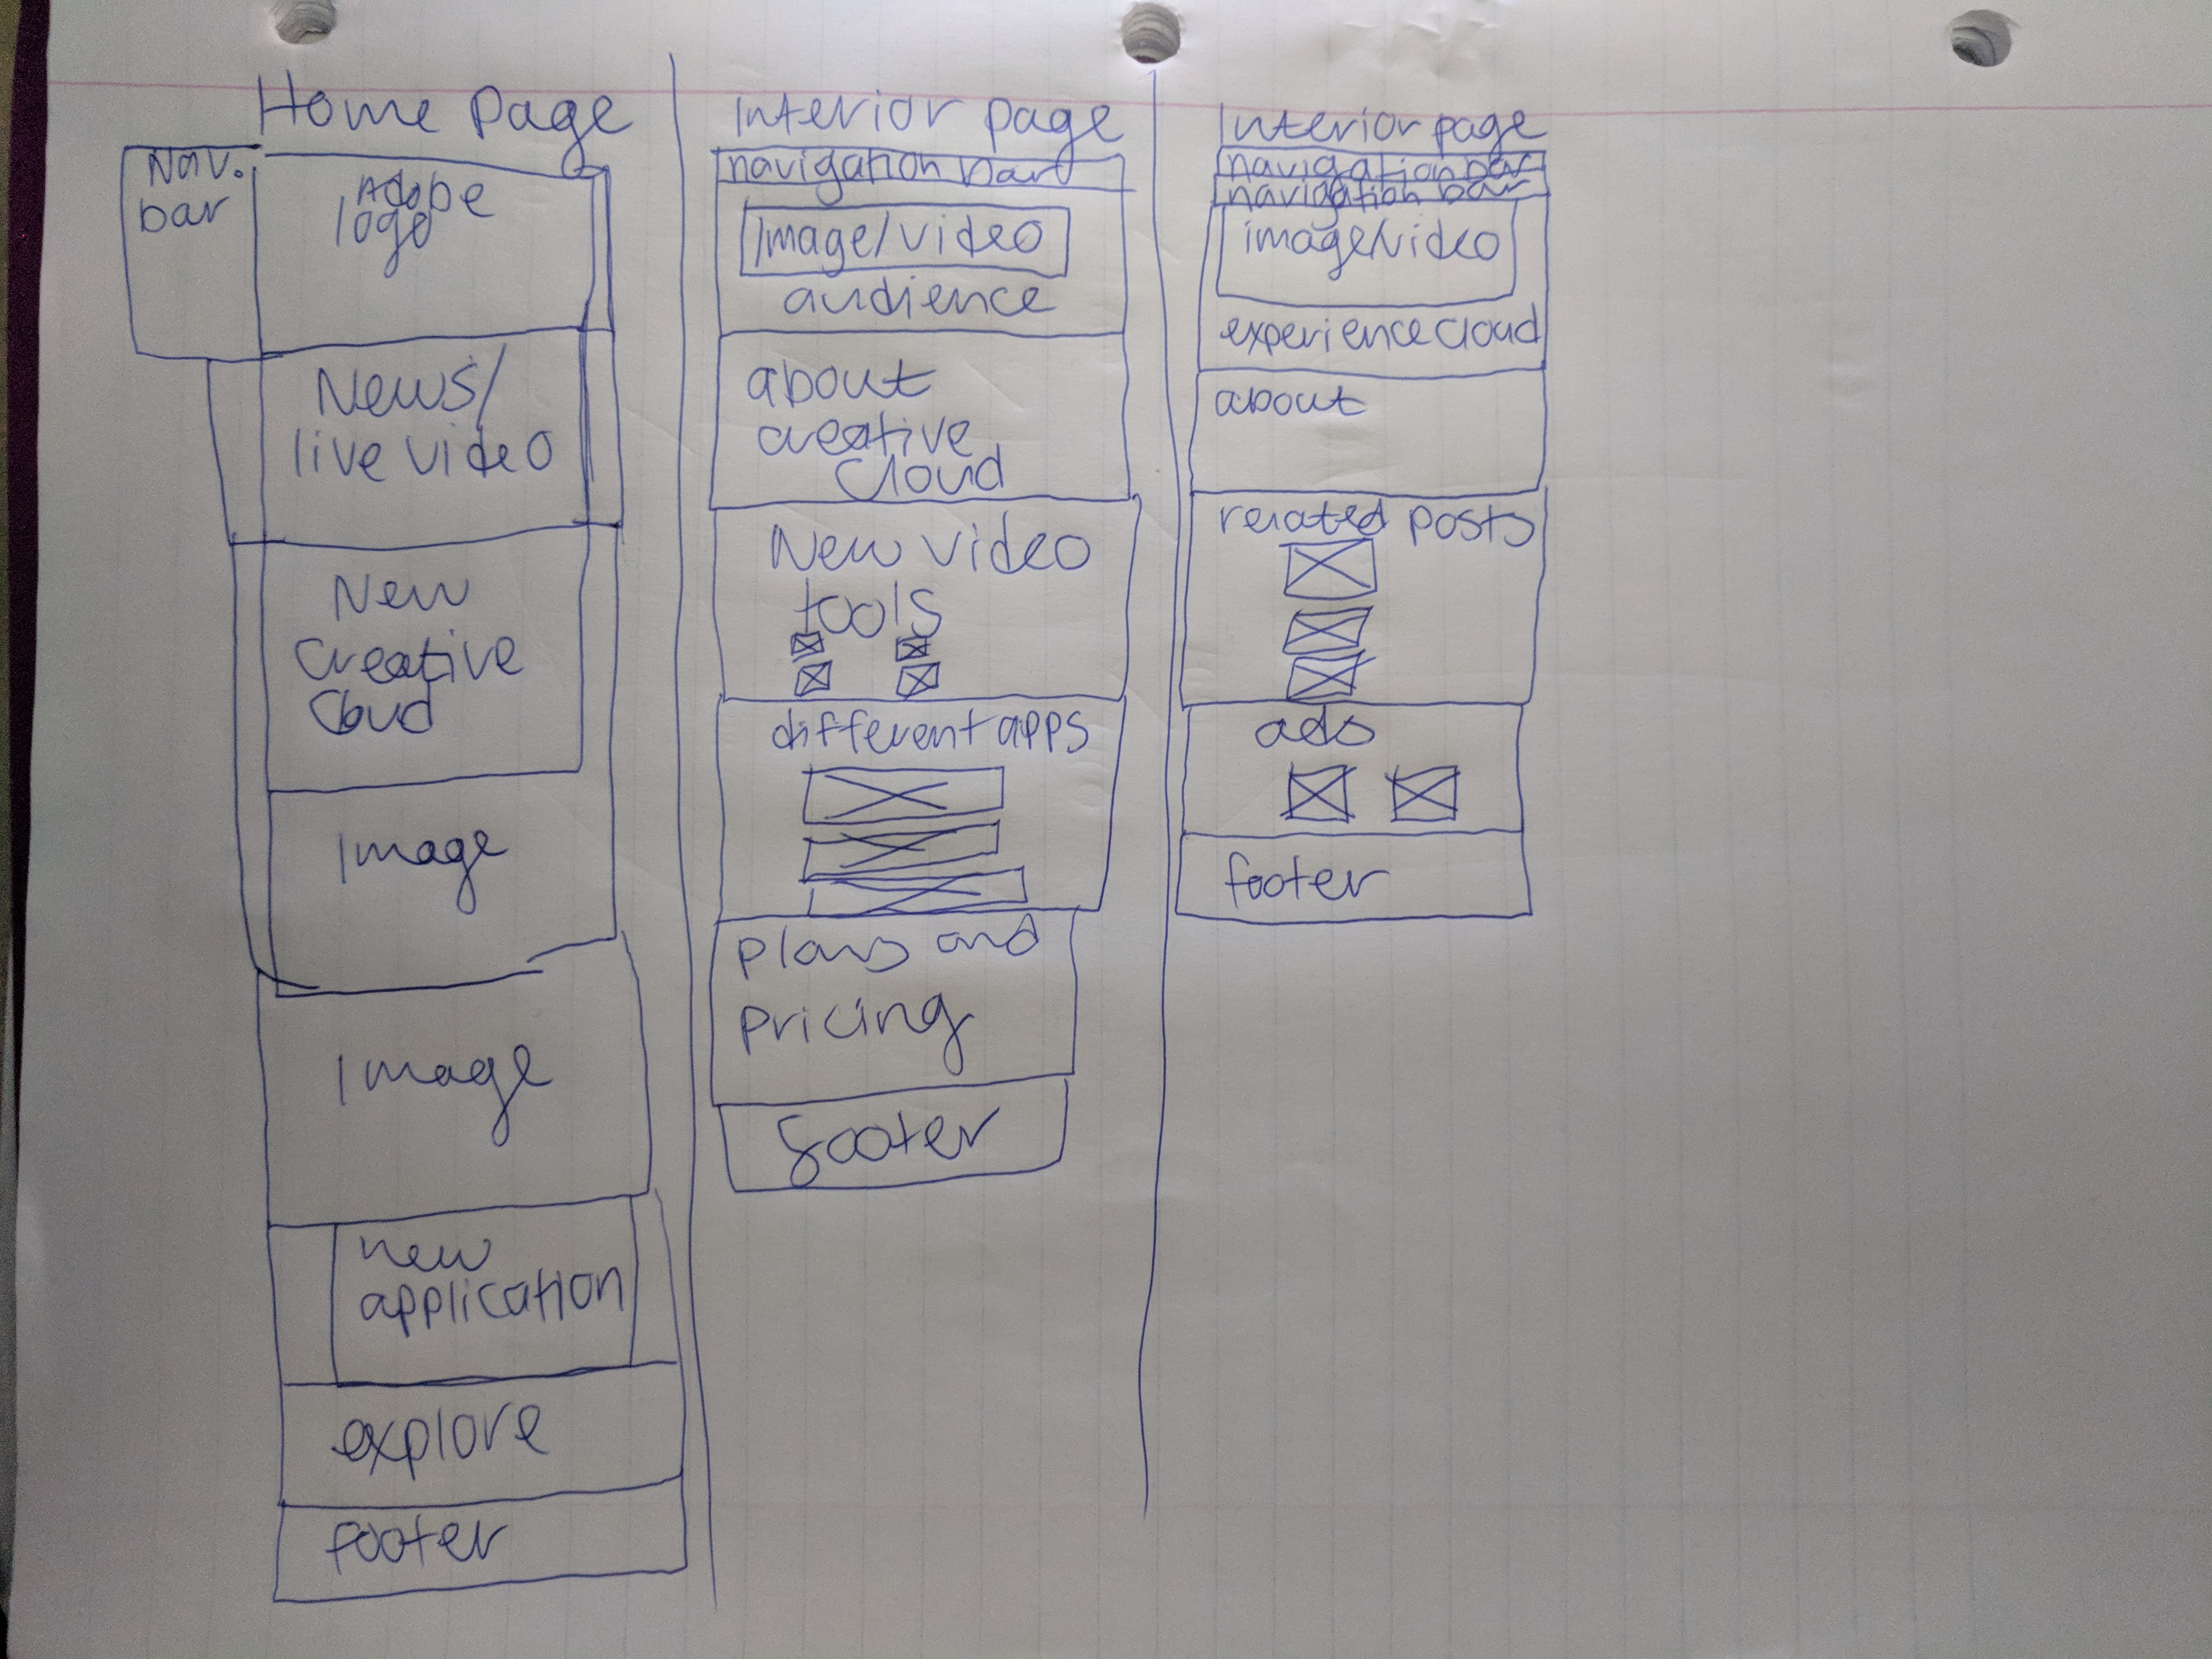 Home Page
Nav.
bar
Adobe
logo
News/
live video
New
Creative
Cloud
Image
Image
new
application
explore
footer
Interior page
navigation bar
Image/video
audience
about
creative
Cloud
New video
tools
different apps
plans and
pricing
footer
Interior page
navigation bar
navigation bar
image/video
experience cloud
about
related posts
ads
footer